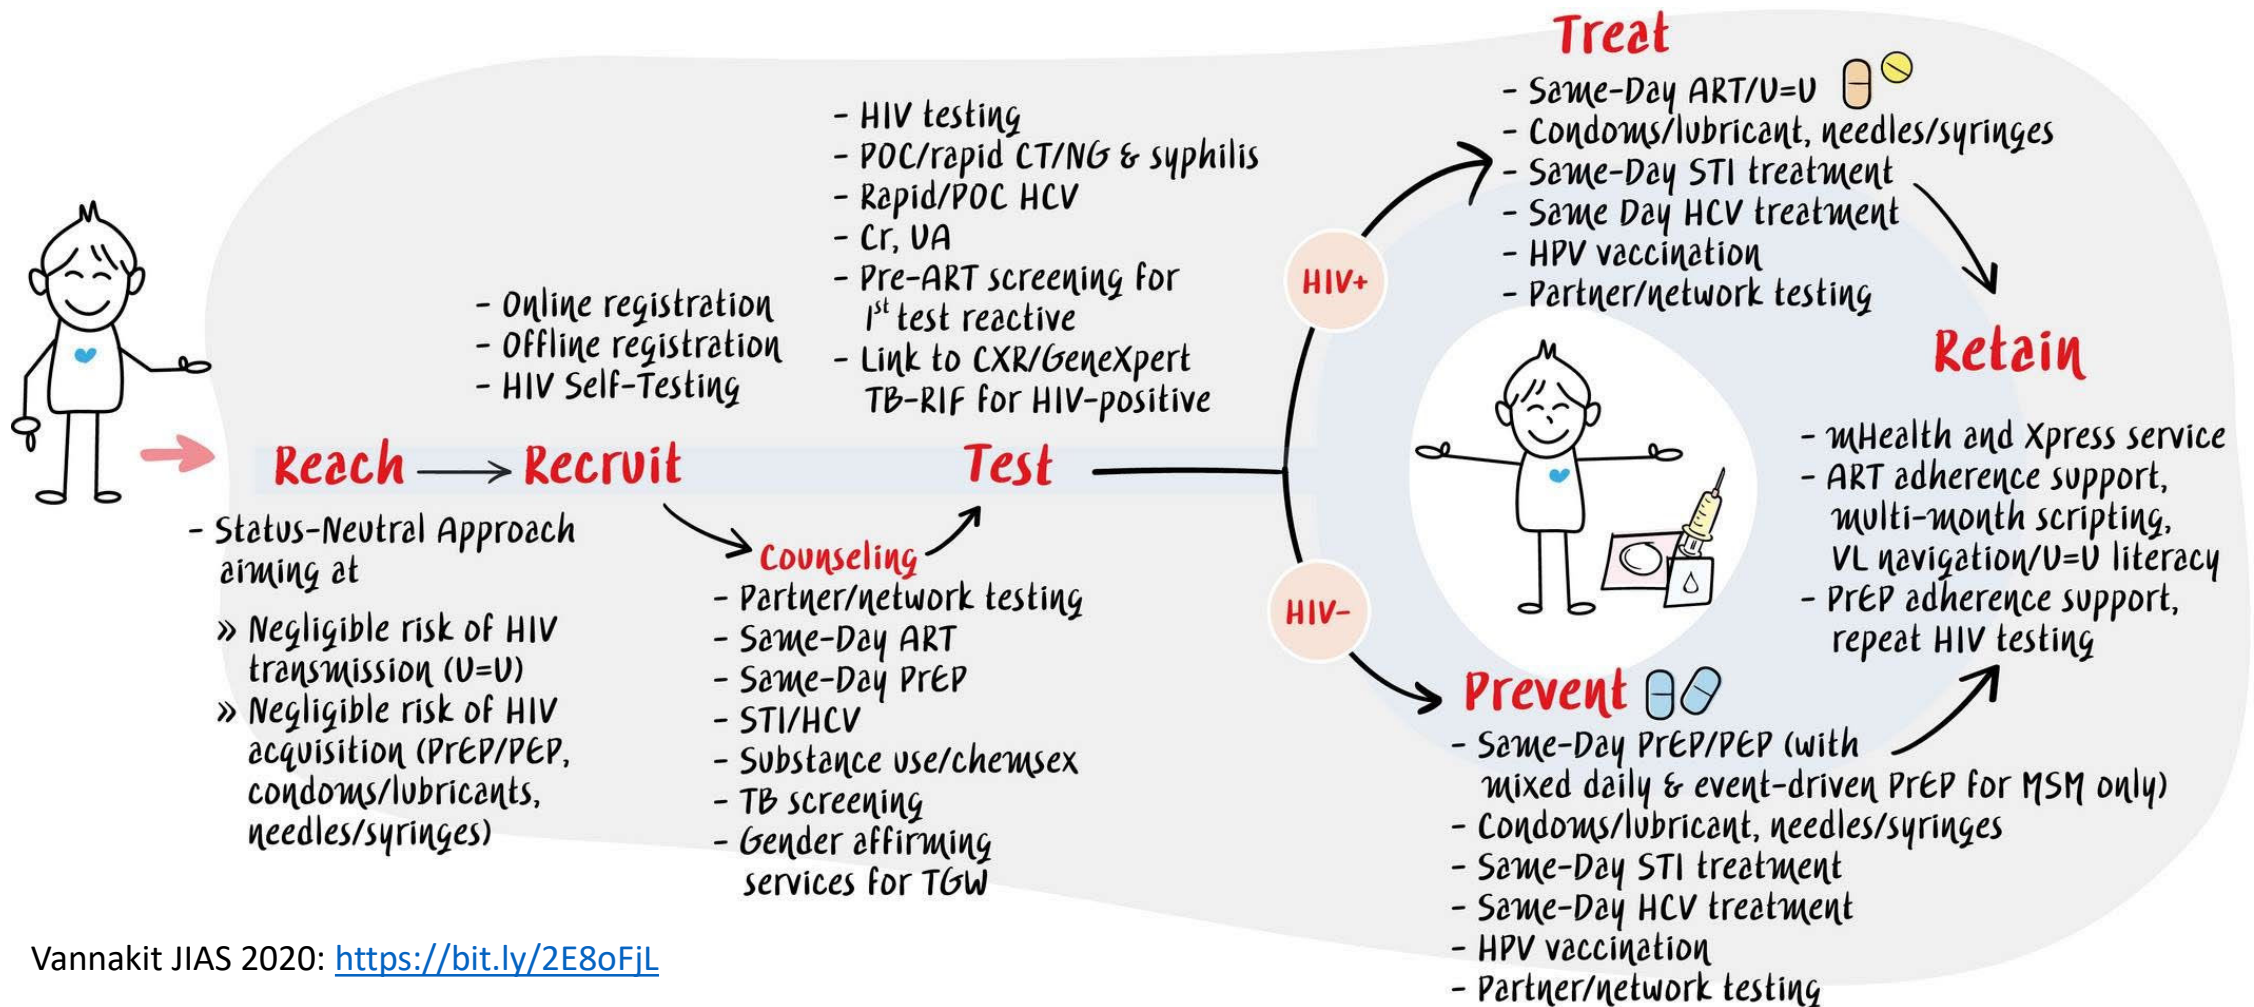 Reach
- Status-Neutral Approach
aiming at
» Negligible risk of HIV
transmission (U=U)
» Negligible risk of HIV
acquisition (PrEP/PEP,
condoms/lubricants,
needles/syringes)
- Online registration
- Offline registration
- HIV Self-Testing
Recruit
Counseling
- Partner/network testing
- Same-Day ART
- Same-Day PrEP
- STI/HCV
- Substance use/chemsex
- TB screening
- Gender affirming
services for TGW
- HIV testing
- POC/rapid CT/NG & syphilis
- Rapid/POC HCV
- Cr, UA
- Pre-ART screening for
1st test reactive
- Link to CXR/GeneXpert
TB-RIF for HIV-positive
Test
HIV+
Treat
- Same-Day ART/U=U
- Condoms/lubricant, needles/syringes
- Same-Day STI treatment
- Same Day HCV treatment
- HPV vaccination
- Partner/network testing
HIV-
Prevent
- Same-Day PrEP/PEP (with
mixed daily & event-driven PrEP for MSM only)
- Condoms/lubricant, needles/syringes
- Same-Day STI treatment
- Same-Day HCV treatment
- HPV vaccination
- Partner/network testing
Retain
- mHealth and Xpress service
- ART adherence support,
multi-month scripting,
VL navigation/U=U literacy
- PrEP adherence support,
repeat HIV testing
Vannakit JIAS 2020: https://bit.ly/2E8oFjL